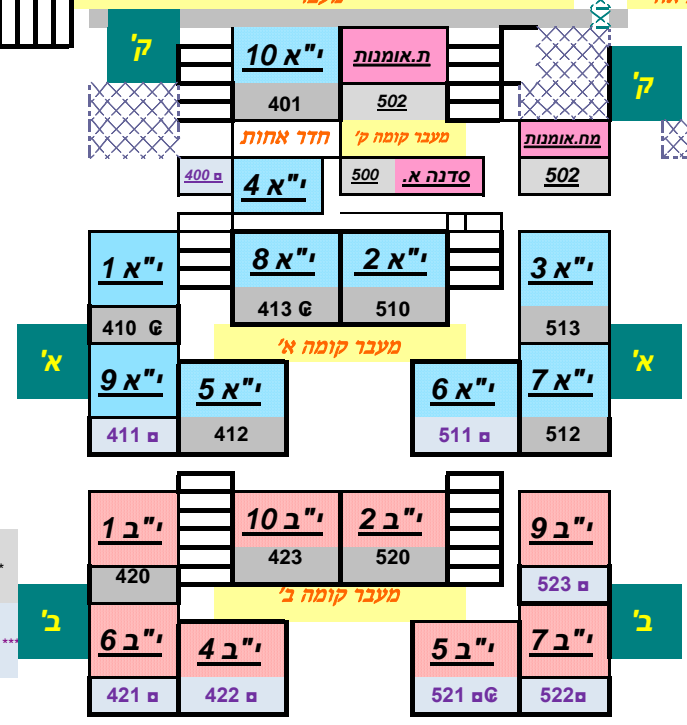 ק'
י"א 10
ת.אומנות
ק'
401
502
חדר אחות
מעבר קומה ק'
מח.אומנות
400 ◘
י"א 4
500
סדנה א.
502
י"א 1
י"א 8
י"א 2
י"א 3
410 ₢
413 ₢
510
513
א'
מעבר קומה א'
א'
י"א 9
י"א 5
י"א 6
י"א 7
411 ◘
412
511 ◘
512
י"ב 1
י"ב 10
י"ב 2
י"ב 9
420
423
520
523 ◘
*
ב'
מעבר קומה ב'
ב'
***
י"ב 6
י"ב 4
י"ב 5
י"ב 7
421 ◘
422 ◘
521 ◘₢
522◘